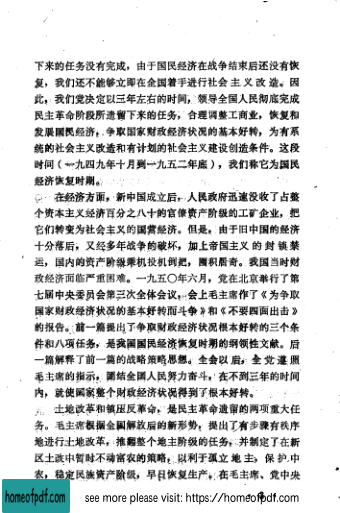 下来的任务没有完成，由于国民经济在战争结束后还没有恢
复，我们还不能够立即在全国着手进行社会主义改造。因
此，我们党决定以三年左右的时间，领导全国人民彻底完成
民主革命阶段所遗留下来的任务，合理调整工商业，恢复和
发展国民经济，争取国家财政经济状况的基本好转，为有系
统的社会主义改造和有计划的社会主义建设创造条件。这段
时间（一九四九年十月到一九五二年底），我们称它为国民
经济恢复时期。
在经济方面，新中国成立后，人民政府迅速没收了占整
个资本主义经济百分之八十的官僚资产阶级的工矿企业，把
它们转变为社会主义的国营经济。但是，由于旧中国的经济
十分落后，又经多年战争的破坏，加上帝国主义的封锁禁
运，国内的资产阶级乘机投机倒把，囤积居奇。我国当时财
政经济面临严重困难。一九五〇年六月，党在北京举行了第
七届中央委员会第三次全体会议，会上毛主席作了《为争取
国家财政经济状况的基本好转而斗争》和《不要四面出击》
的报告。前一篇提出了争取财政经济状况根本好转的三个条
件和八项任务，是我国国民经济恢复时期的纲领性文献。后
一篇解释了前一篇的战略策略思想。全会以后，全党遵照
毛主席的指示，团结全国人民努力奋斗，在不到三年的时间
内，就使国家整个财政经济状况得到了根本好转。
土地改革和镇压反革命，是民主革命遗留的两项重大任
务。毛主席根据全国解放后的新形势，提出了有步骤有秩序
地进行土地改革，推翻整个地主阶级的任务，并制定了在新
区土改中暂时不动富农的策略，以利于孤立地主，保护中
农，稳定民族资产阶级，早日恢复生产。在毛主席、党中央
homeofpdf.com
see more please visit: https://homeofpdf.com